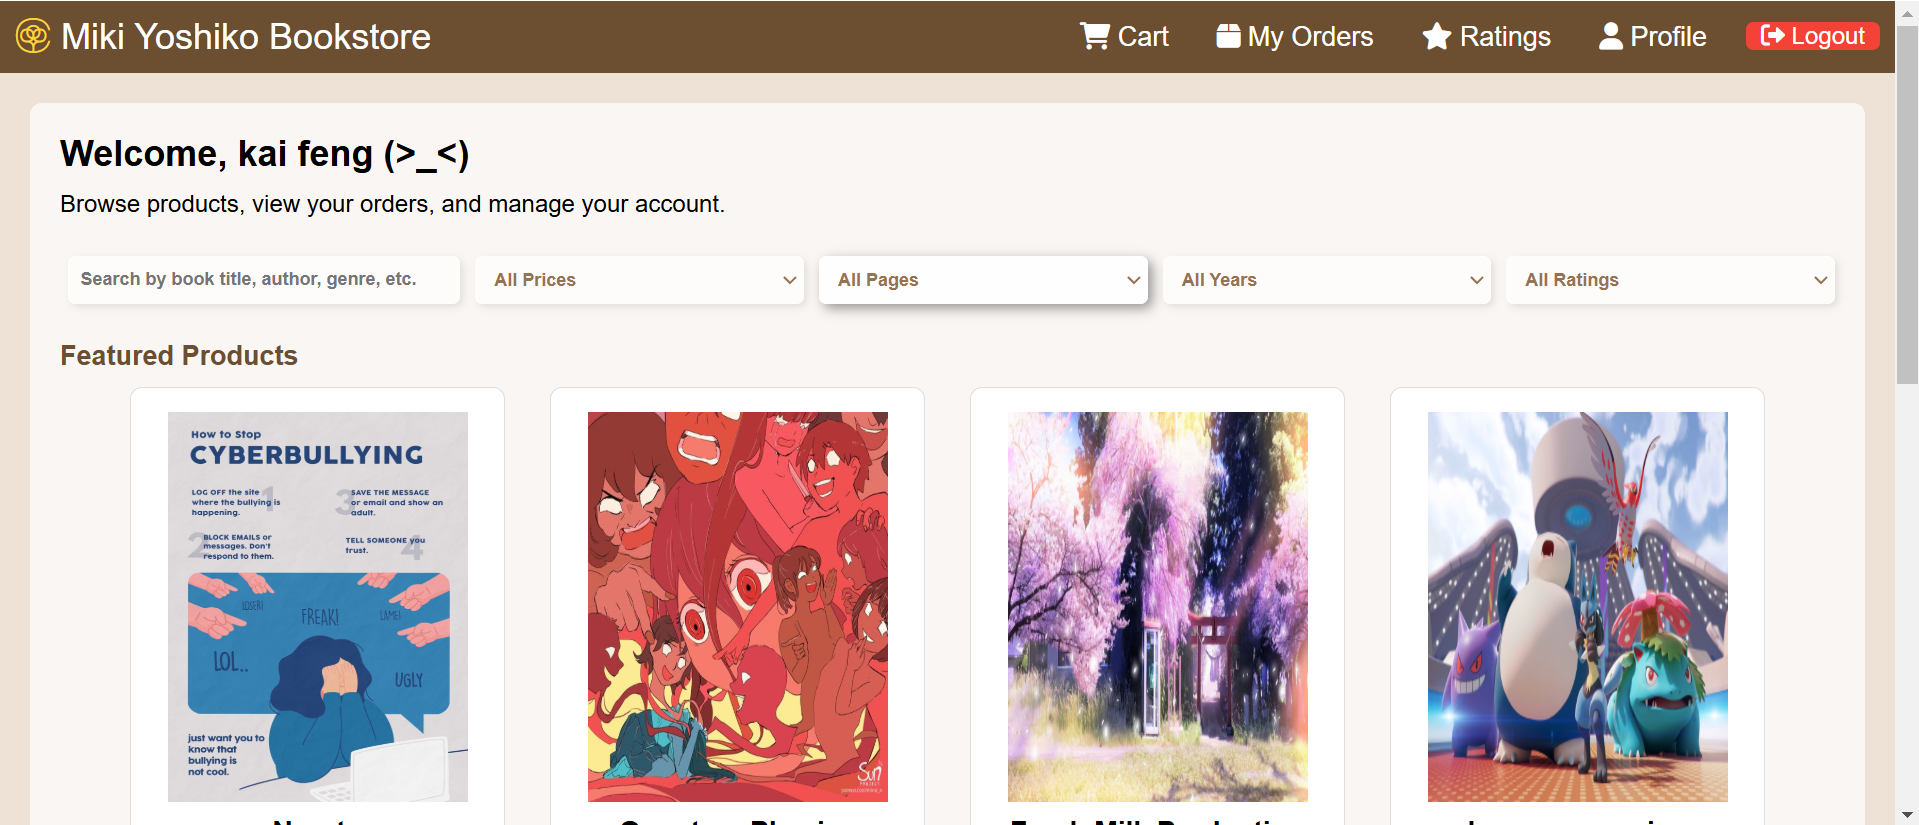 Miki Yoshiko Bookstore
Cart
My Orders
Ratings
Profile
Logout
Welcome, kai feng (>_<)
Browse products, view your orders, and manage your account.
Search by book title, author, genre, etc.
All Prices
All Pages
All Years
All Ratings
Featured Products
How to Stop
CYBERBULLYING
1
LOG OFF the site
where the bullying is
happening.
2
BLOCK EMAILS or
messages. Don't
respond to them.
3
SAVE THE MESSAGE
or email and show an
adult.
4
TELL SOMEONE you
trust.
LOSER!
FREAK!
LAME!
LOL..
UGLY
just want you to
know that
bullying is
not cool.
Sun